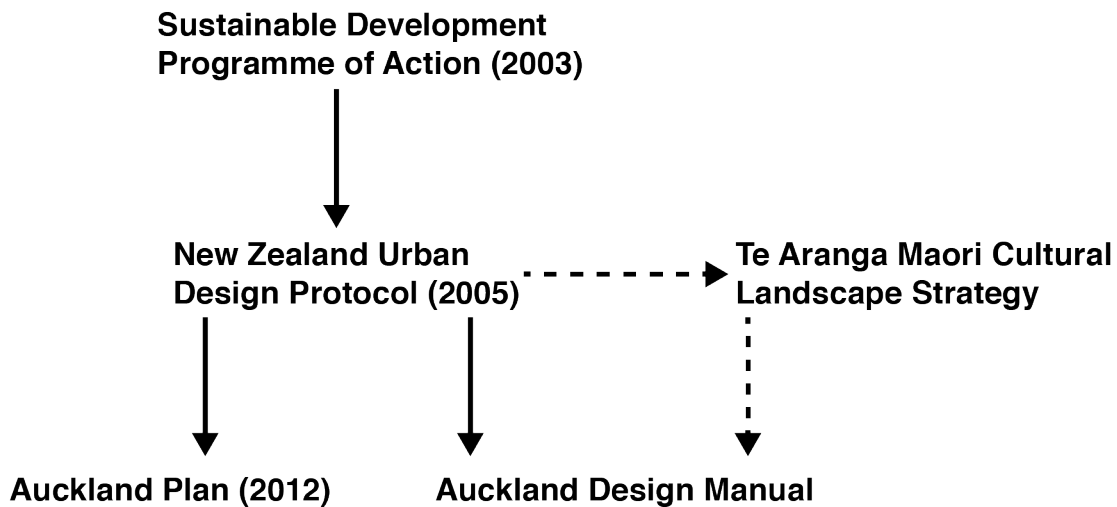 Sustainable Development
Programme of Action (2003)
New Zealand Urban
Design Protocol (2005)
Te Aranga Maori Cultural
Landscape Strategy
Auckland Plan (2012)
Auckland Design Manual